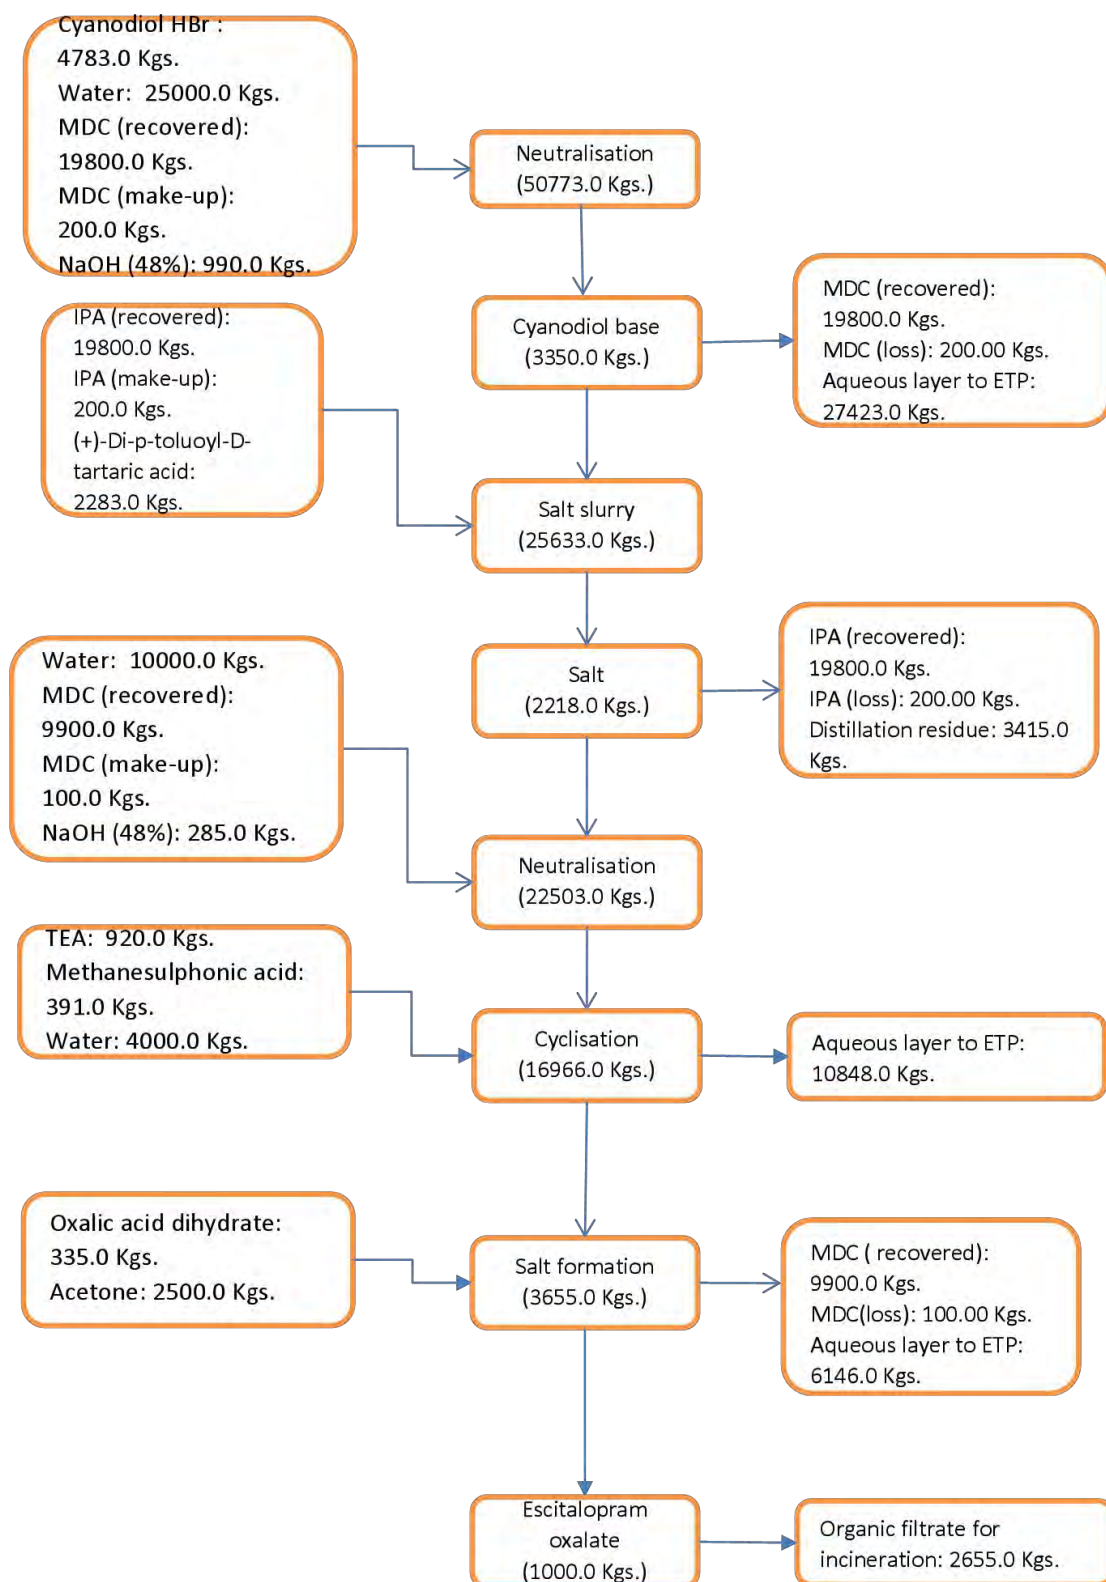 Cyanodiol HBr :
4783.0 Kgs.
Water:  25000.0 Kgs.
MDC (recovered):
19800.0 Kgs.
MDC (make-up):
200.0 Kgs.
NaOH (48%): 990.0 Kgs.
Neutralisation
(50773.0 Kgs.)
IPA (recovered):
19800.0 Kgs.
IPA (make-up):
200.0 Kgs.
(+)-Di-p-toluoyl-D-
tartaric acid:
2283.0 Kgs.
Cyanodiol base
(3350.0 Kgs.)
MDC (recovered):
19800.0 Kgs.
MDC (loss): 200.00 Kgs.
Aqueous layer to ETP:
27423.0 Kgs.
Salt slurry
(25633.0 Kgs.)
Salt
(2218.0 Kgs.)
IPA (recovered):
19800.0 Kgs.
IPA (loss): 200.00 Kgs.
Distillation residue: 3415.0
Kgs.
Water:  10000.0 Kgs.
MDC (recovered):
9900.0 Kgs.
MDC (make-up):
100.0 Kgs.
NaOH (48%): 285.0 Kgs.
Neutralisation
(22503.0 Kgs.)
TEA:  920.0 Kgs.
Methanesulphonic acid:
391.0 Kgs.
Water: 4000.0 Kgs.
Cyclisation
(16966.0 Kgs.)
Aqueous layer to ETP:
10848.0 Kgs.
Oxalic acid dihydrate:
335.0 Kgs.
Acetone: 2500.0 Kgs.
Salt formation
(3655.0 Kgs.)
MDC ( recovered):
9900.0 Kgs.
MDC(loss): 100.00 Kgs.
Aqueous layer to ETP:
6146.0 Kgs.
Escitalopram
oxalate
(1000.0 Kgs.)
Organic filtrate for
incineration: 2655.0 Kgs.